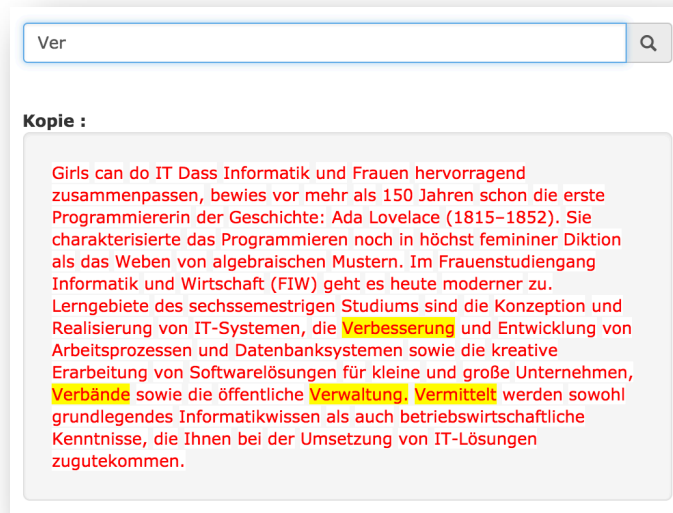 Ver
Kopie :
Girls can do IT Dass Informatik und Frauen hervorragend
zusammenpassen, bewies vor mehr als 150 Jahren schon die erste
Programmiererin der Geschichte: Ada Lovelace (1815–1852). Sie
charakterisierte das Programmieren noch in höchst femininer Diktion
als das Weben von algebraischen Mustern. Im Frauenstudiengang
Informatik und Wirtschaft (FIW) geht es heute moderner zu.
Lerngebiete des sechssemestrigen Studiums sind die Konzeption und
Realisierung von IT-Systemen, die Verbesserung und Entwicklung von
Arbeitsprozessen und Datenbanksystemen sowie die kreative
Erarbeitung von Softwarelösungen für kleine und große Unternehmen,
Verbände sowie die öffentliche Verwaltung. Vermittelt werden sowohl
grundlegendes Informatikwissen als auch betriebswirtschaftliche
Kenntnisse, die Ihnen bei der Umsetzung von IT-Lösungen
zugutekommen.